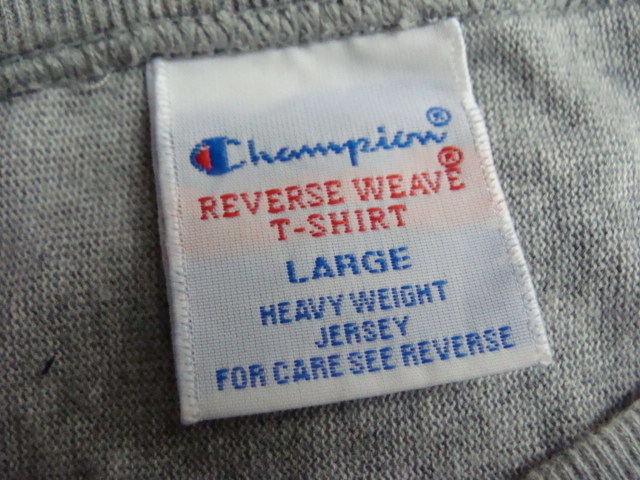 Champion®
REVERSE WEAVE®
T-SHIRT
LARGE
HEAVY WEIGHT
JERSEY
FOR CARE SEE REVERSE